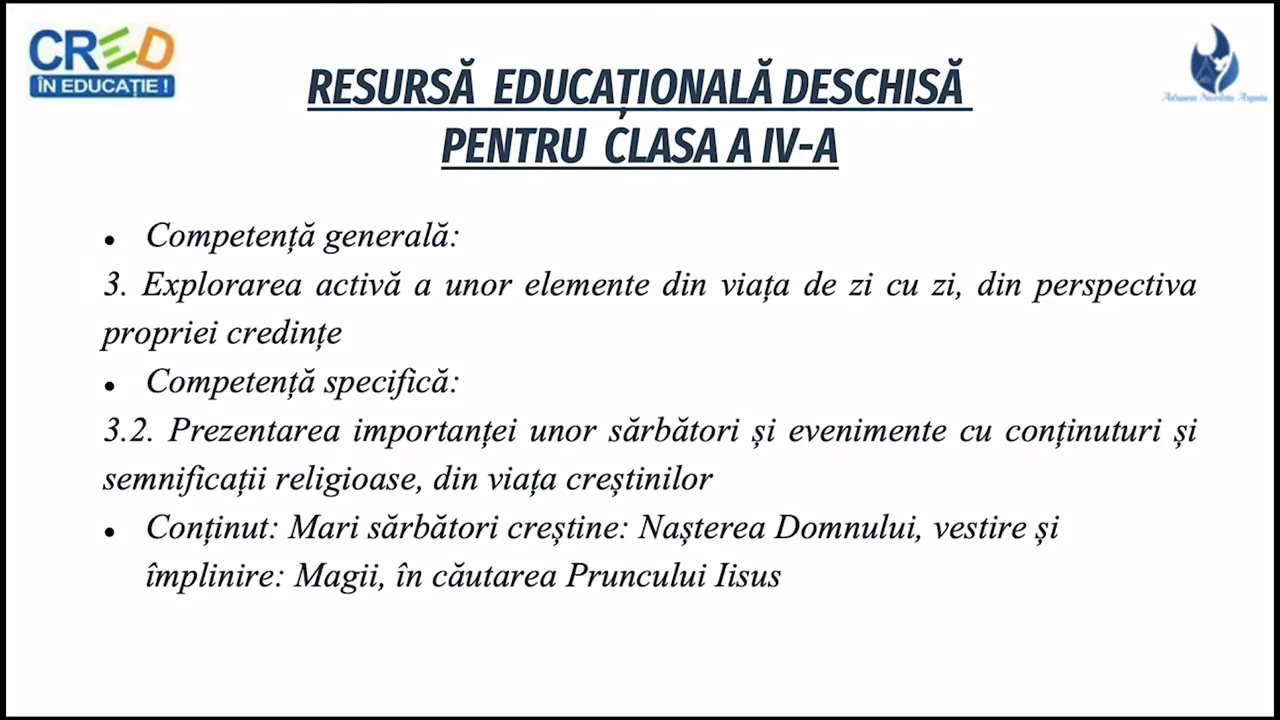 CRED
ÎN EDUCAȚIE !
RESURSĂ EDUCAȚIONALĂ DESCHISĂ
PENTRU CLASA A IV-A
• Competență generală:
3. Explorarea activă a unor elemente din viața de zi cu zi, din perspectiva
propriei credințe
• Competență specifică:
3.2. Prezentarea importanței unor sărbători și evenimente cu conținuturi și
semnificații religioase, din viața creștinilor
• Conținut: Mari sărbători creștine: Nașterea Domnului, vestire și
împlinire: Magii, în căutarea Pruncului Iisus